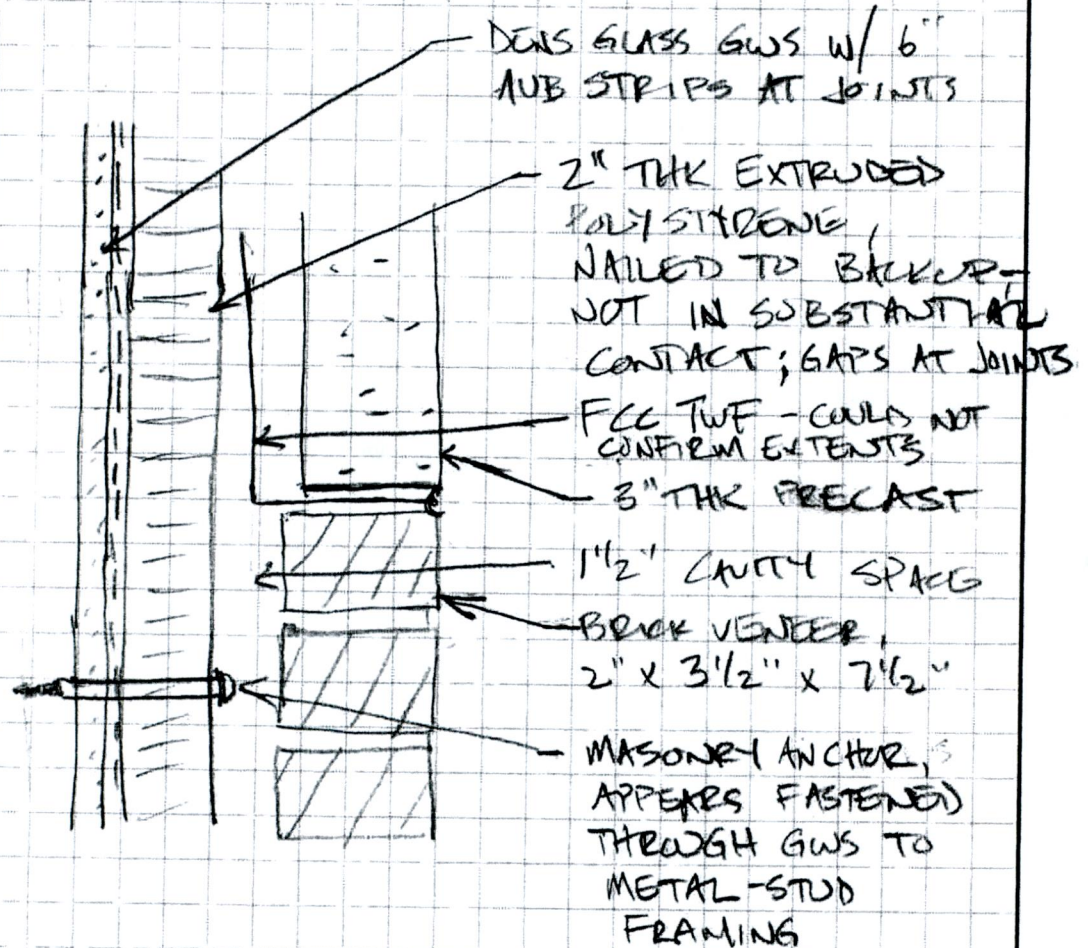 DENS GLASS GWS W/ 6"
AUB STRIPS AT JOINTS
2" THK EXTRUDED
POLYSTYRENE,
NAILED TO BACKUP-
NOT IN SUBSTANTIAL
CONTACT; GAPS AT JOINTS
FCC TWF - COULD NOT
CONFIRM EXTENTS
3" THK PRECAST
1 1/2" CAVITY SPACE
BRICK VENEER,
2" x 3 1/2" x 7 1/2"
MASONRY ANCHOR,
APPEARS FASTENED
THROUGH GWS TO
METAL-STUD
FRAMING